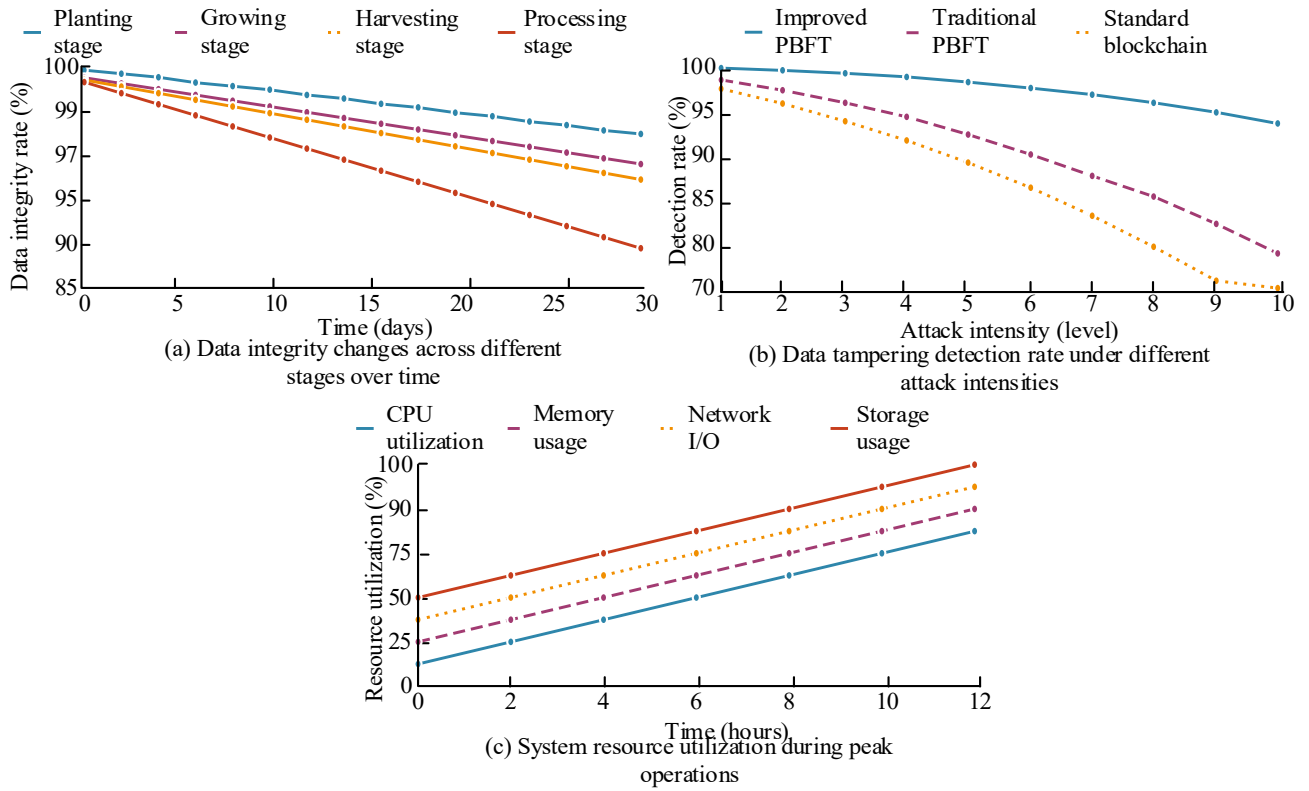 Planting stage
Growing stage
Harvesting stage
Processing stage
Data integrity rate (%)
100
99
97
95
90
85
0
5
10
15
20
25
30
Time (days)
(a) Data integrity changes across different
stages over time
Improved PBFT
Traditional PBFT
Standard blockchain
Detection rate (%)
100
95
90
85
80
70
1
2
3
4
5
6
7
8
9
10
Attack intensity (level)
(b) Data tampering detection rate under different
attack intensities
CPU utilization
Memory usage
Network I/O
Storage usage
Resource utilization (%)
100
90
75
50
25
0
0
2
4
6
8
10
12
Time (hours)
(c) System resource utilization during peak
operations